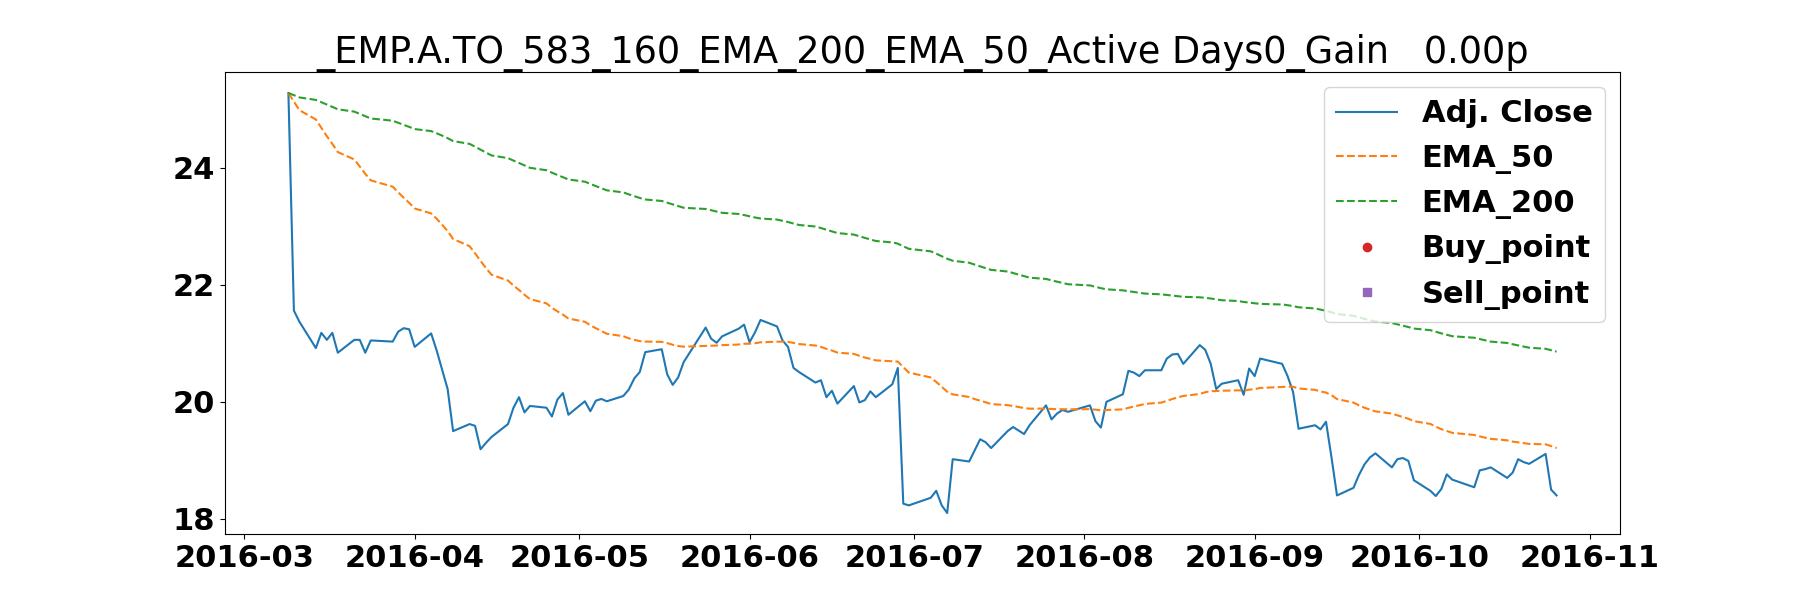 _EMP.A.TO_583_160_EMA_200_EMA_50_Active Days0_Gain   0.00p
Adj. Close
EMA_50
EMA_200
Buy_point
Sell_point
24
22
20
18
2016-03 2016-04 2016-05 2016-06 2016-07 2016-08 2016-09 2016-10 2016-11